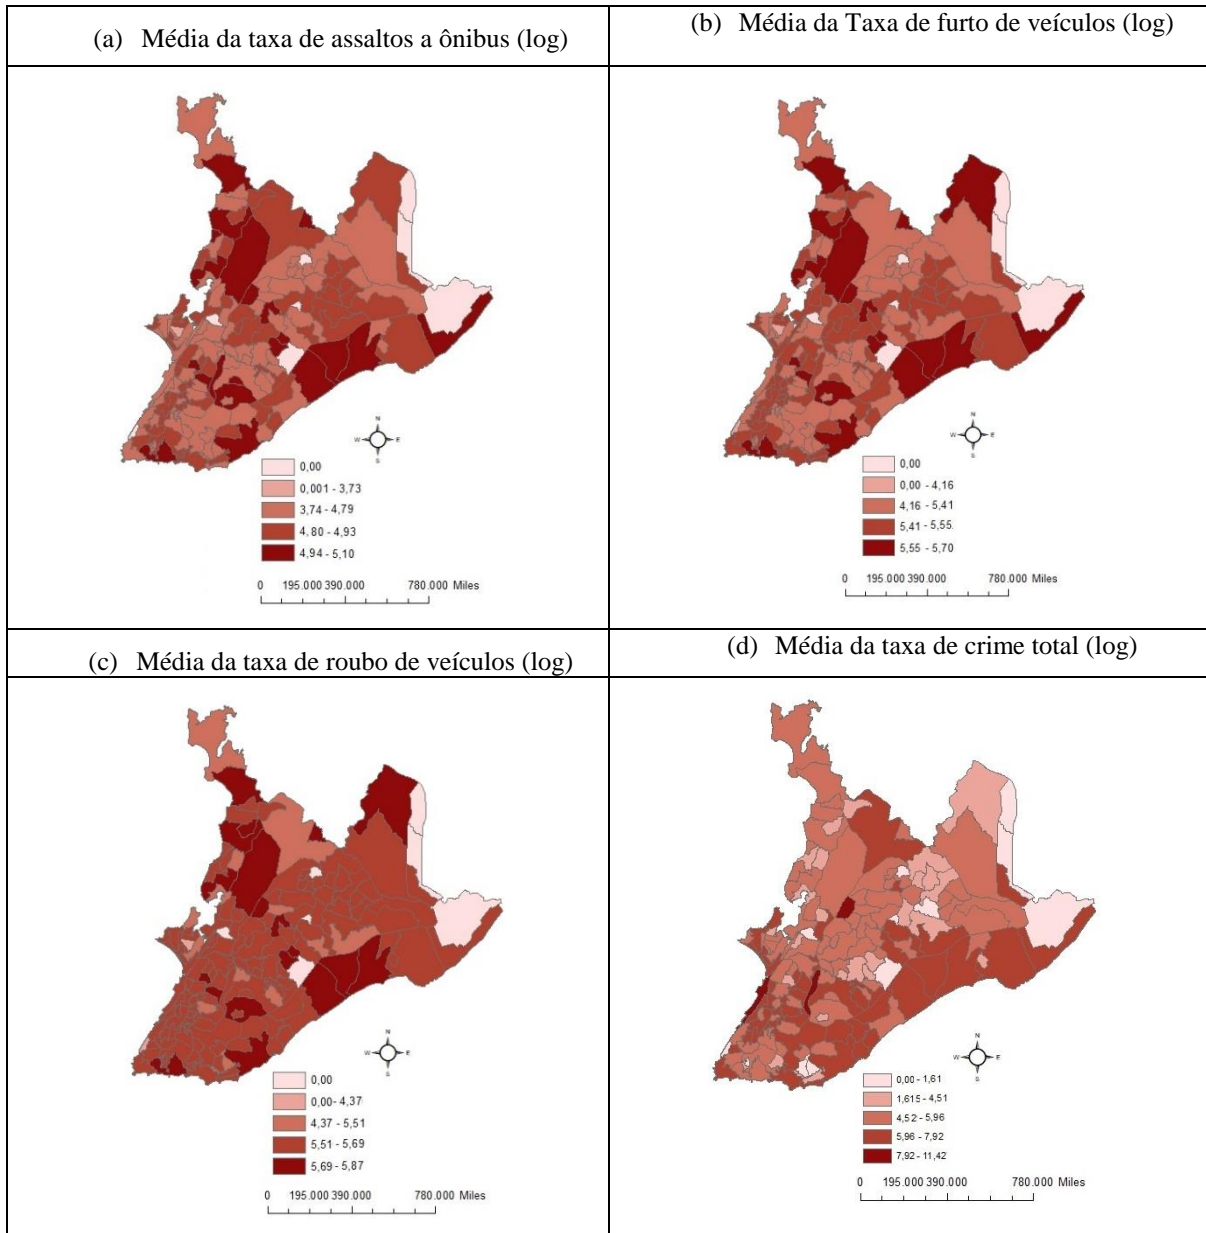 (a) Média da taxa de assaltos a ônibus (log)
(b) Média da Taxa de furto de veículos (log)
N
W E
S
0,00
0,001 - 3,73
3,74 - 4,79
4,80 - 4,93
4,94 - 5,10
0 195.000 390.000 780.000 Miles
N
W E
S
0,00
0,00 - 4,16
4,16 - 5,41
5,41 - 5,55
5,55 - 5,70
0 195.000 390.000 780.000 Miles
(c) Média da taxa de roubo de veículos (log)
(d) Média da taxa de crime total (log)
N
W E
S
0,00
0,00 - 4,37
4,37 - 5,51
5,51 - 5,69
5,69 - 5,87
0 195.000 390.000 780.000 Miles
N
W E
S
0,00 - 1,61
1,615 - 4,51
4,52 - 5,96
5,96 - 7,92
7,92 - 11,42
0 195.000 390.000 780.000 Miles